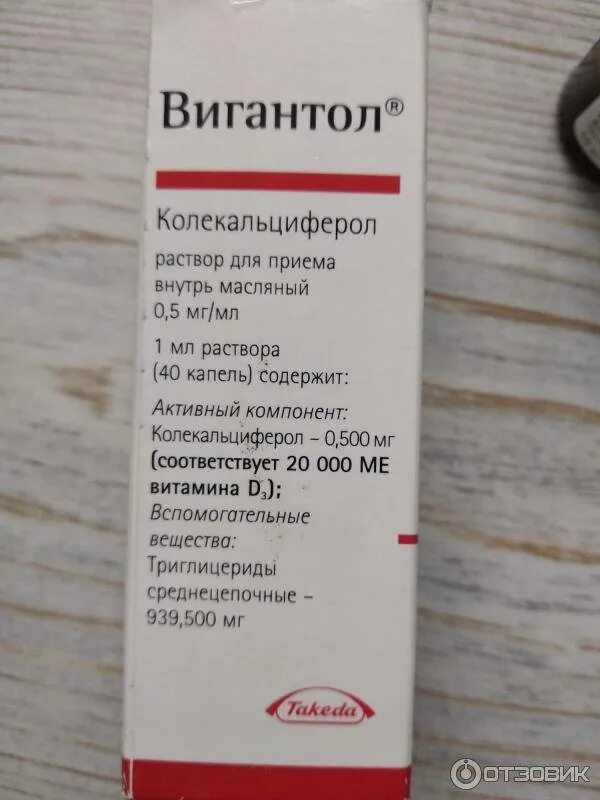 Вигантол®
Колекальциферол
раствор для приема
внутрь масляный
0,5 мг/мл
1 мл раствора
(40 капель) содержит:
Активный компонент:
Колекальциферол – 0,500 мг
(соответствует 20 000 МЕ
витамина D₃);
Вспомогательные
вещества:
Триглицериды
среднецепочные –
939,500 мг
Takeda
ОТЗОВИК